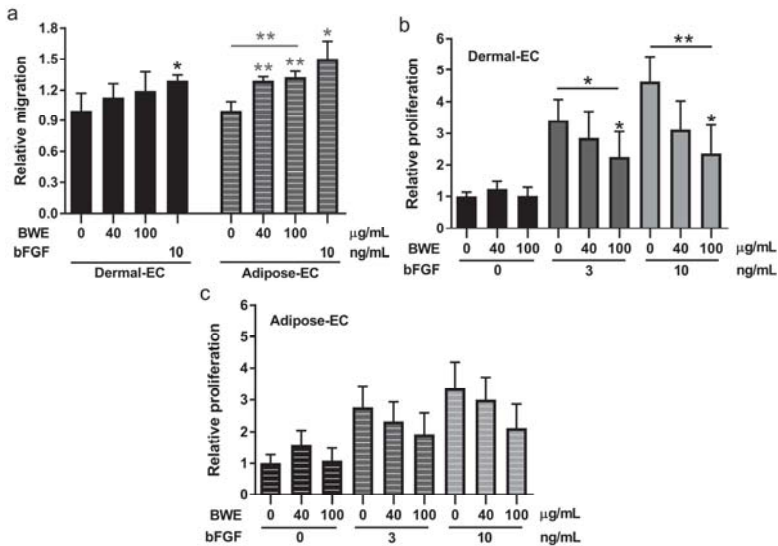 a
Relative migration
1.8
1.5
1.2
0.9
0.6
0.3
0.0
*
**
**
**
*
BWE 0 40 100 0 40 100 μg/mL
bFGF 10 10 ng/mL
Dermal-EC Adipose-EC
b
Dermal-EC
Relative proliferation
6
5
4
3
2
1
0
*
*
**
*
BWE 0 40 100 0 40 100 0 40 100 μg/mL
bFGF 0 3 10 ng/mL
c
Adipose-EC
Relative proliferation
6
5
4
3
2
1
0
BWE 0 40 100 0 40 100 0 40 100 μg/mL
bFGF 0 3 10 ng/mL